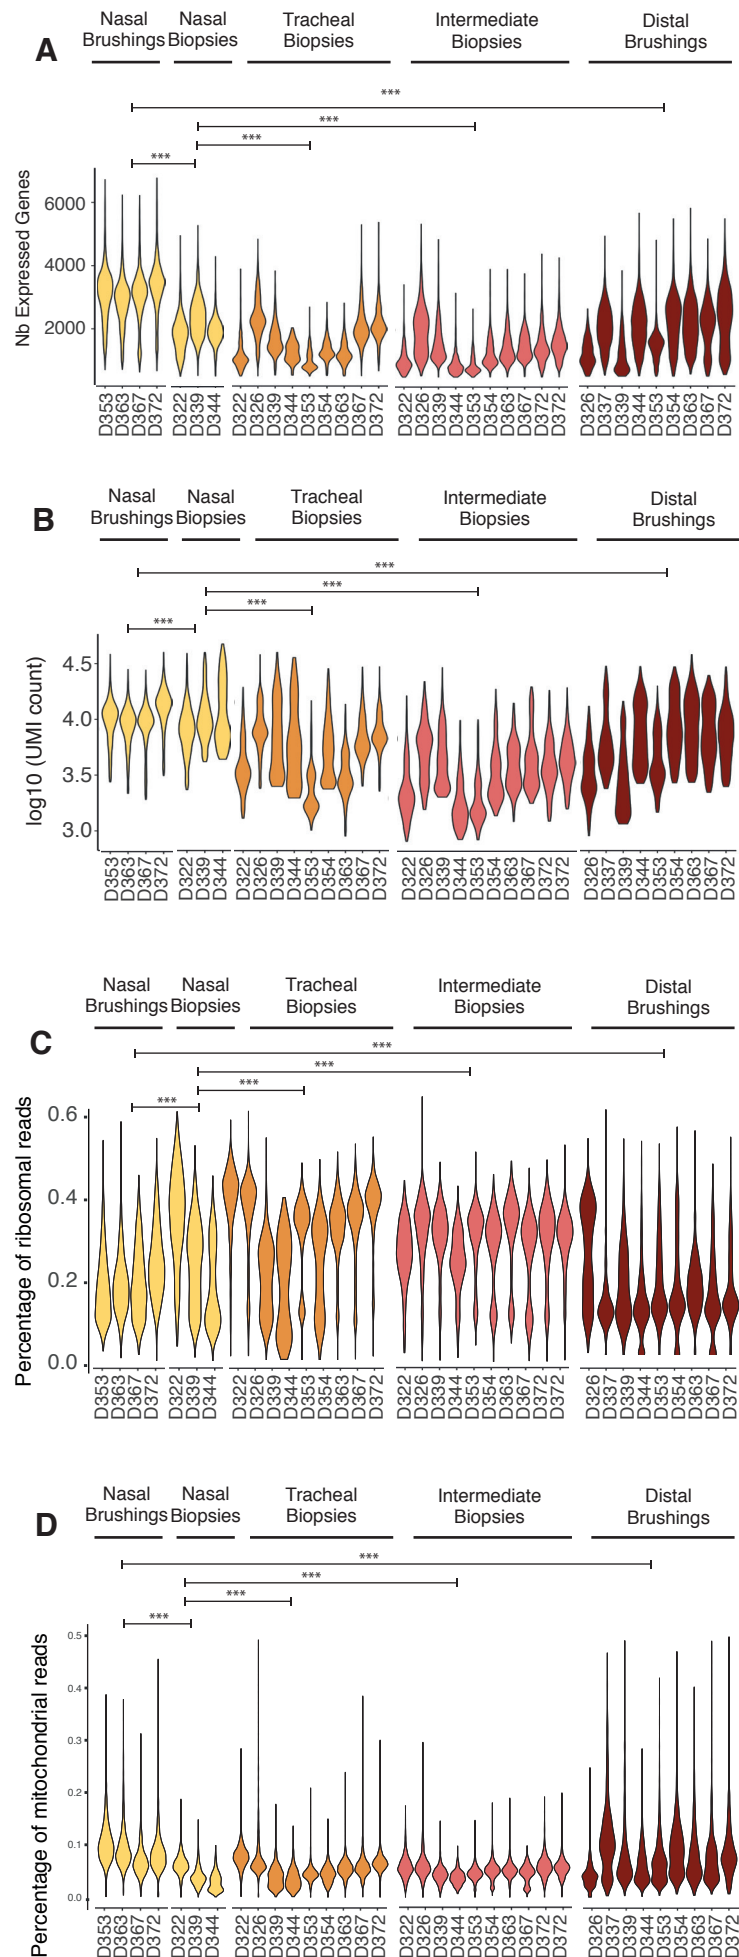 A
Nasal Brushings
Nasal Biopsies
Tracheal Biopsies
Intermediate Biopsies
Distal Brushings
***
***
***
***
Nb Expressed Genes
6000
4000
2000
D353 D363 D367 D372
D322 D339 D344
D322 D326 D339 D344 D353 D354 D363 D367 D372
D322 D326 D339 D344 D353 D354 D363 D367 D372 D372
D326 D337 D339 D344 D353 D354 D363 D367 D372
B
Nasal Brushings
Nasal Biopsies
Tracheal Biopsies
Intermediate Biopsies
Distal Brushings
***
***
***
***
log10 (UMI count)
4.5
4.0
3.5
3.0
D353 D363 D367 D372
D322 D339 D344
D322 D326 D339 D344 D353 D354 D363 D367 D372
D322 D326 D339 D344 D353 D354 D363 D367 D372 D372
D326 D337 D339 D344 D353 D354 D363 D367 D372
C
Nasal Brushings
Nasal Biopsies
Tracheal Biopsies
Intermediate Biopsies
Distal Brushings
***
***
***
***
Percentage of ribosomal reads
0.6
0.4
0.2
0.0
D353 D363 D367 D372
D322 D339 D344
D322 D326 D339 D344 D353 D354 D363 D367 D372
D322 D326 D339 D344 D353 D354 D363 D367 D372 D372
D326 D337 D339 D344 D353 D354 D363 D367 D372
D
Nasal Brushings
Nasal Biopsies
Tracheal Biopsies
Intermediate Biopsies
Distal Brushings
***
***
***
***
Percentage of mitochondrial reads
0.5
0.4
0.3
0.2
0.1
0.0
D353 D363 D367 D372
D322 D339 D344
D322 D326 D339 D344 D353 D354 D363 D367 D372
D322 D326 D339 D344 D353 D354 D363 D367 D372 D372
D326 D337 D339 D344 D353 D354 D363 D367 D372